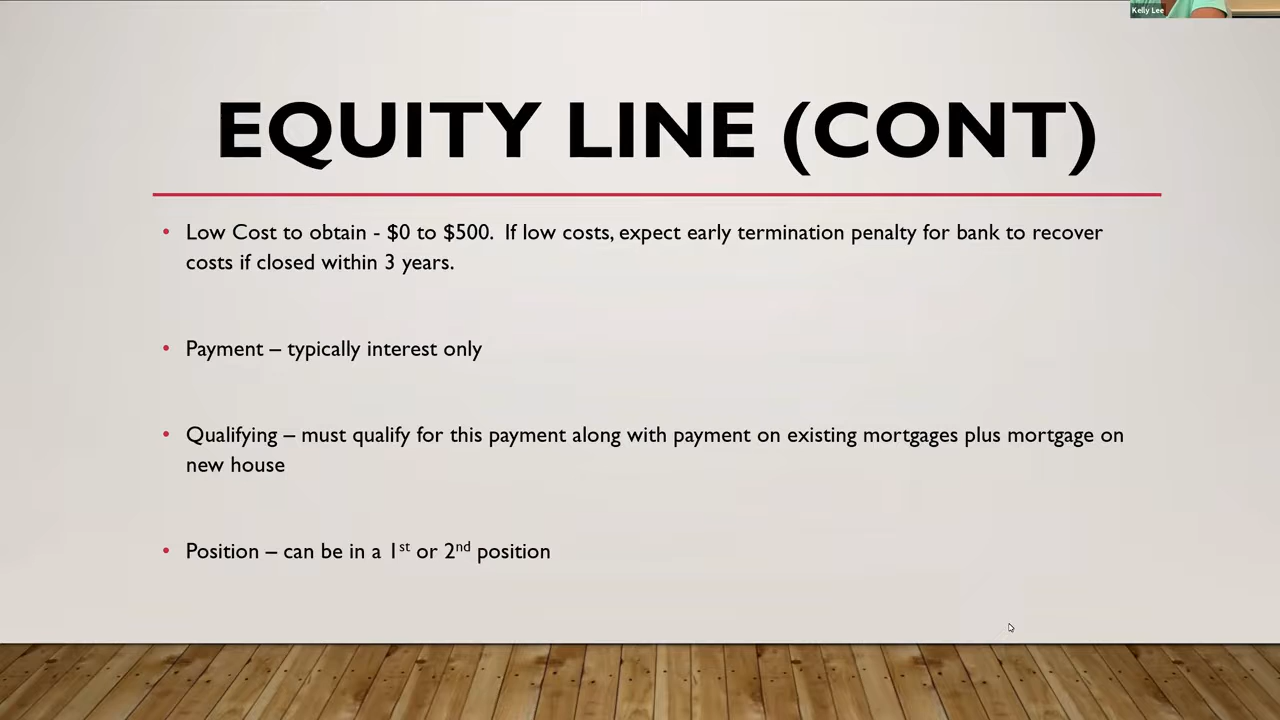 Kelly Lee
EQUITY LINE (CONT)
• Low Cost to obtain - $0 to $500.  If low costs, expect early termination penalty for bank to recover
costs if closed within 3 years.
• Payment – typically interest only
• Qualifying – must qualify for this payment along with payment on existing mortgages plus mortgage on
new house
• Position – can be in a 1st or 2nd position